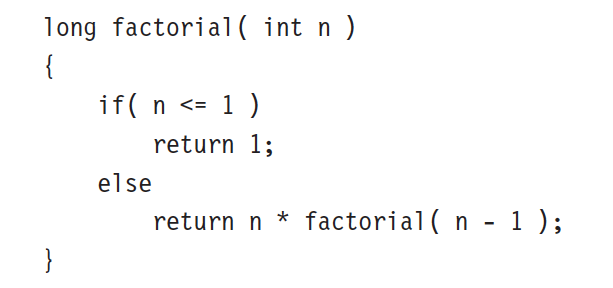 long factorial( int n )
{
    if( n <= 1 )
        return 1;
    else
        return n * factorial( n - 1 );
}